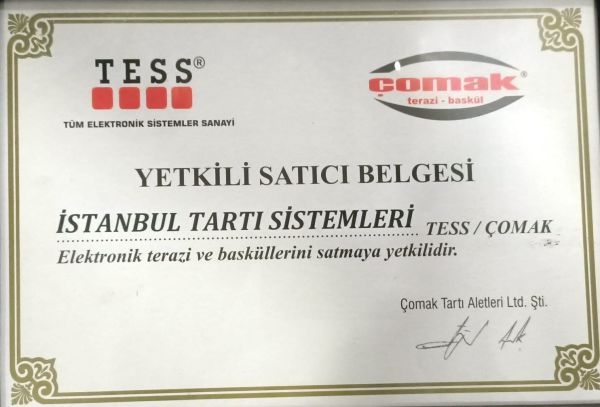 TESS®
TÜM ELEKTRONİK SİSTEMLER SANAYİ
çomak®
terazi - baskül
YETKİLİ SATICI BELGESİ
İSTANBUL TARTI SİSTEMLERİ TESS / ÇOMAK
Elektronik terazi ve basküllerini satmaya yetkilidir.
Çomak Tartı Aletleri Ltd. Şti.